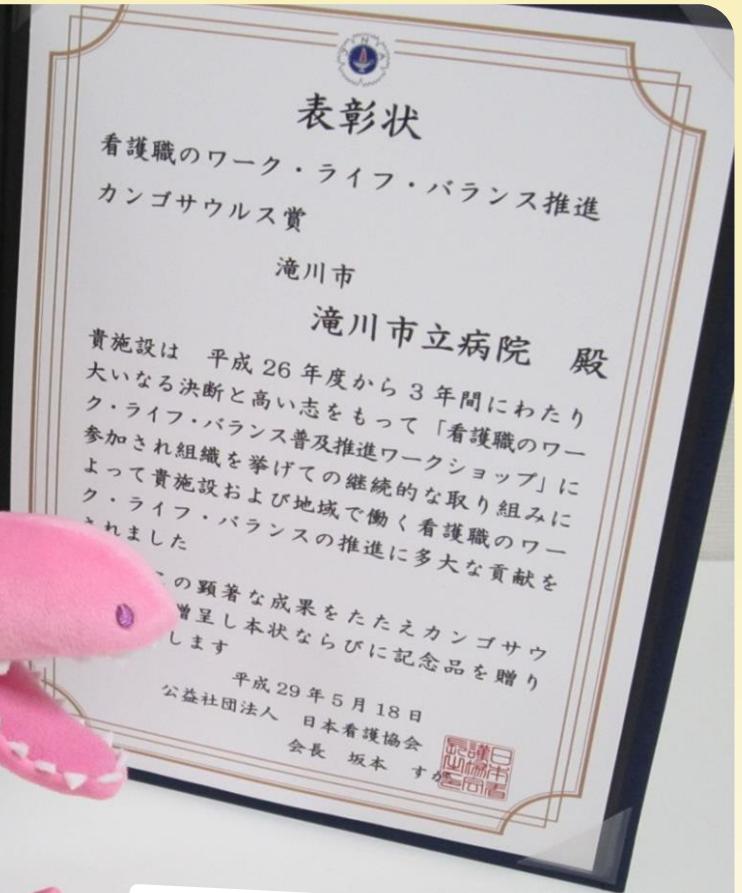 JNA
表彰状
看護職のワーク・ライフ・バランス推進
カンゴサウルス賞
滝川市
滝川市立病院 殿
貴施設は 平成26年度から3年間にわたり
大いなる決断と高い志をもって「看護職のワー
ク・ライフ・バランス普及推進ワークショップ」に
参加され組織を挙げての継続的な取り組みに
よって貴施設および地域で働く看護職のワー
ク・ライフ・バランスの推進に多大な貢献を
されました
の顕著な成果をたたえカンゴサウ
贈呈し本状ならびに記念品を贈り
します
平成29年5月18日
公益社団法人 日本看護協会
会長 坂本 すが